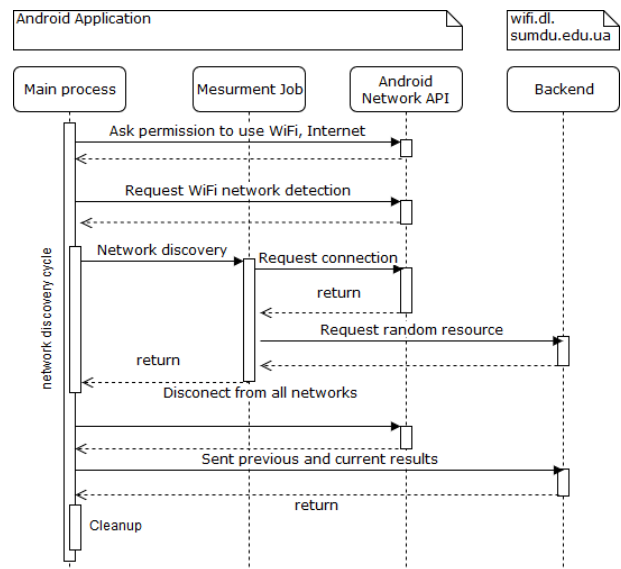 Android Application
wifi.dl.
sumdu.edu.ua
Main process
Mesurment Job
Android
Network API
Backend
Ask permission to use WiFi, Internet
Request WiFi network detection
network discovery cycle
Network discovery
Request connection
return
Request random resource
return
Disconect from all networks
Sent previous and current results
return
Cleanup